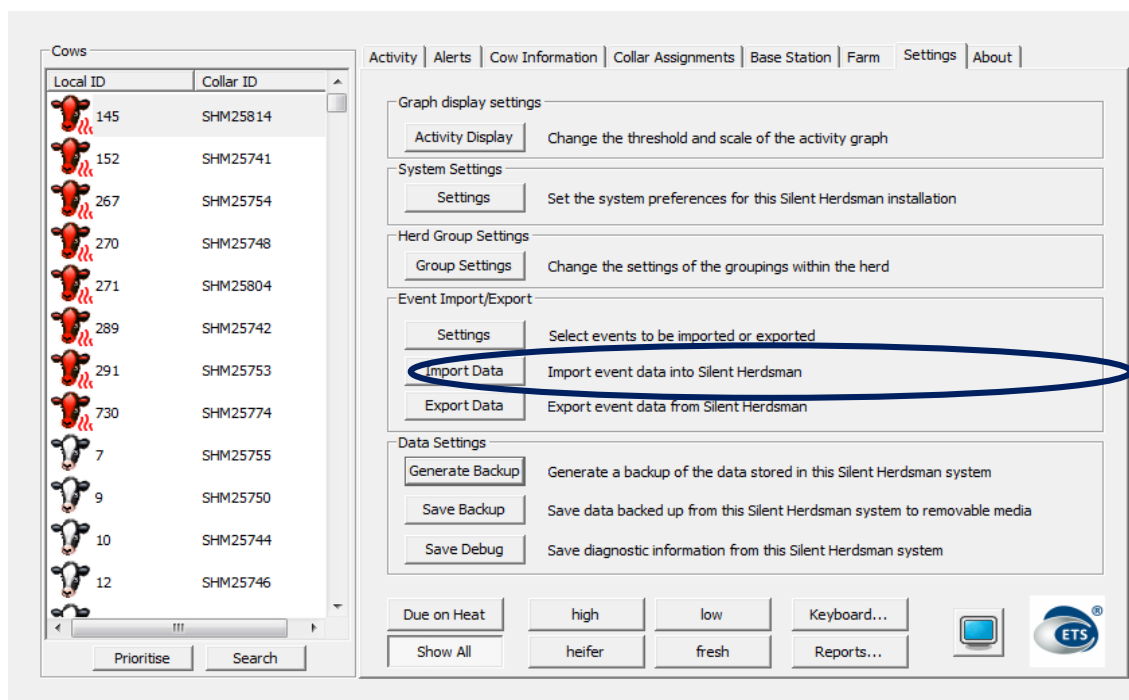 Cows
Local ID Collar ID
145 SHM25814
152 SHM25741
267 SHM25754
270 SHM25748
271 SHM25804
289 SHM25742
291 SHM25753
730 SHM25774
7 SHM25755
9 SHM25750
10 SHM25744
12 SHM25746
Prioritise Search
Activity Alerts Cow Information Collar Assignments Base Station Farm Settings About
Graph display settings
Activity Display Change the threshold and scale of the activity graph
System Settings
Settings Set the system preferences for this Silent Herdsman installation
Herd Group Settings
Group Settings Change the settings of the groupings within the herd
Event Import/Export
Settings Select events to be imported or exported
Import Data Import event data into Silent Herdsman
Export Data Export event data from Silent Herdsman
Data Settings
Generate Backup Generate a backup of the data stored in this Silent Herdsman system
Save Backup Save data backed up from this Silent Herdsman system to removable media
Save Debug Save diagnostic information from this Silent Herdsman system
Due on Heat high low Keyboard...
Show All heifer fresh Reports...
ETS ®